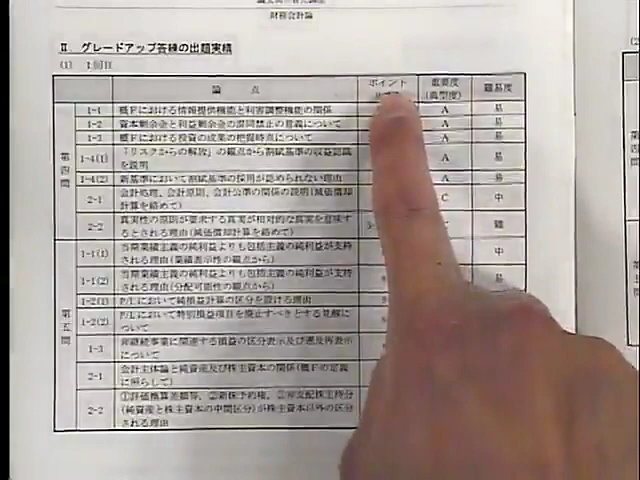 財務会計論
Ⅱ. グレードアップ答練の出題実績
(1) 1回目
論 点 ポイント 重要度 難易度
(典型度)
第四問
1-1 概Fにおける情報提供機能と利害調整機能の関係 A 易
1-2 資本剰余金と利益剰余金の混同禁止の意義について A 易
1-3 概Fにおける投資の成果の把握時点について A 易
1-4(1) 「リスクからの解放」の観点から割賦基準の収益認識 A 易
を説明
1-4(2) 新基準において割賦基準の採用が認められない理由 A 易
2-1 会計処理、会計原則、会計公準の関係の説明(減価償却 C 中
計算を絡めて)
2-2 真実性の原則が要求する真実が相対的な真実を意味す 難
るとされる理由(減価償却計算を絡めて)
第五問
1-1(1) 当期業績主義の純利益よりも包括主義の純利益が支持 中
される理由(業績表示性の観点から)
1-1(2) 当期業績主義の純利益よりも包括主義の純利益が支持 易
される理由(分配可能性の観点から)
1-2(1) P/Lにおいて純損益計算の区分を設ける理由
1-2(2) P/Lにおいて特別損益項目を廃止すべきとする見解に
ついて
1-3 非継続事業に関連する損益の区分表示及び遡及再表示
について
2-1 会計主体論と純資産及び株主資本の関係(概Fの定義
に照らして)
2-2 ①評価換算差額等、②新株予約権、③非支配株主持分
(純資産と株主資本の中間区分)が株主資本以外の区分
される理由